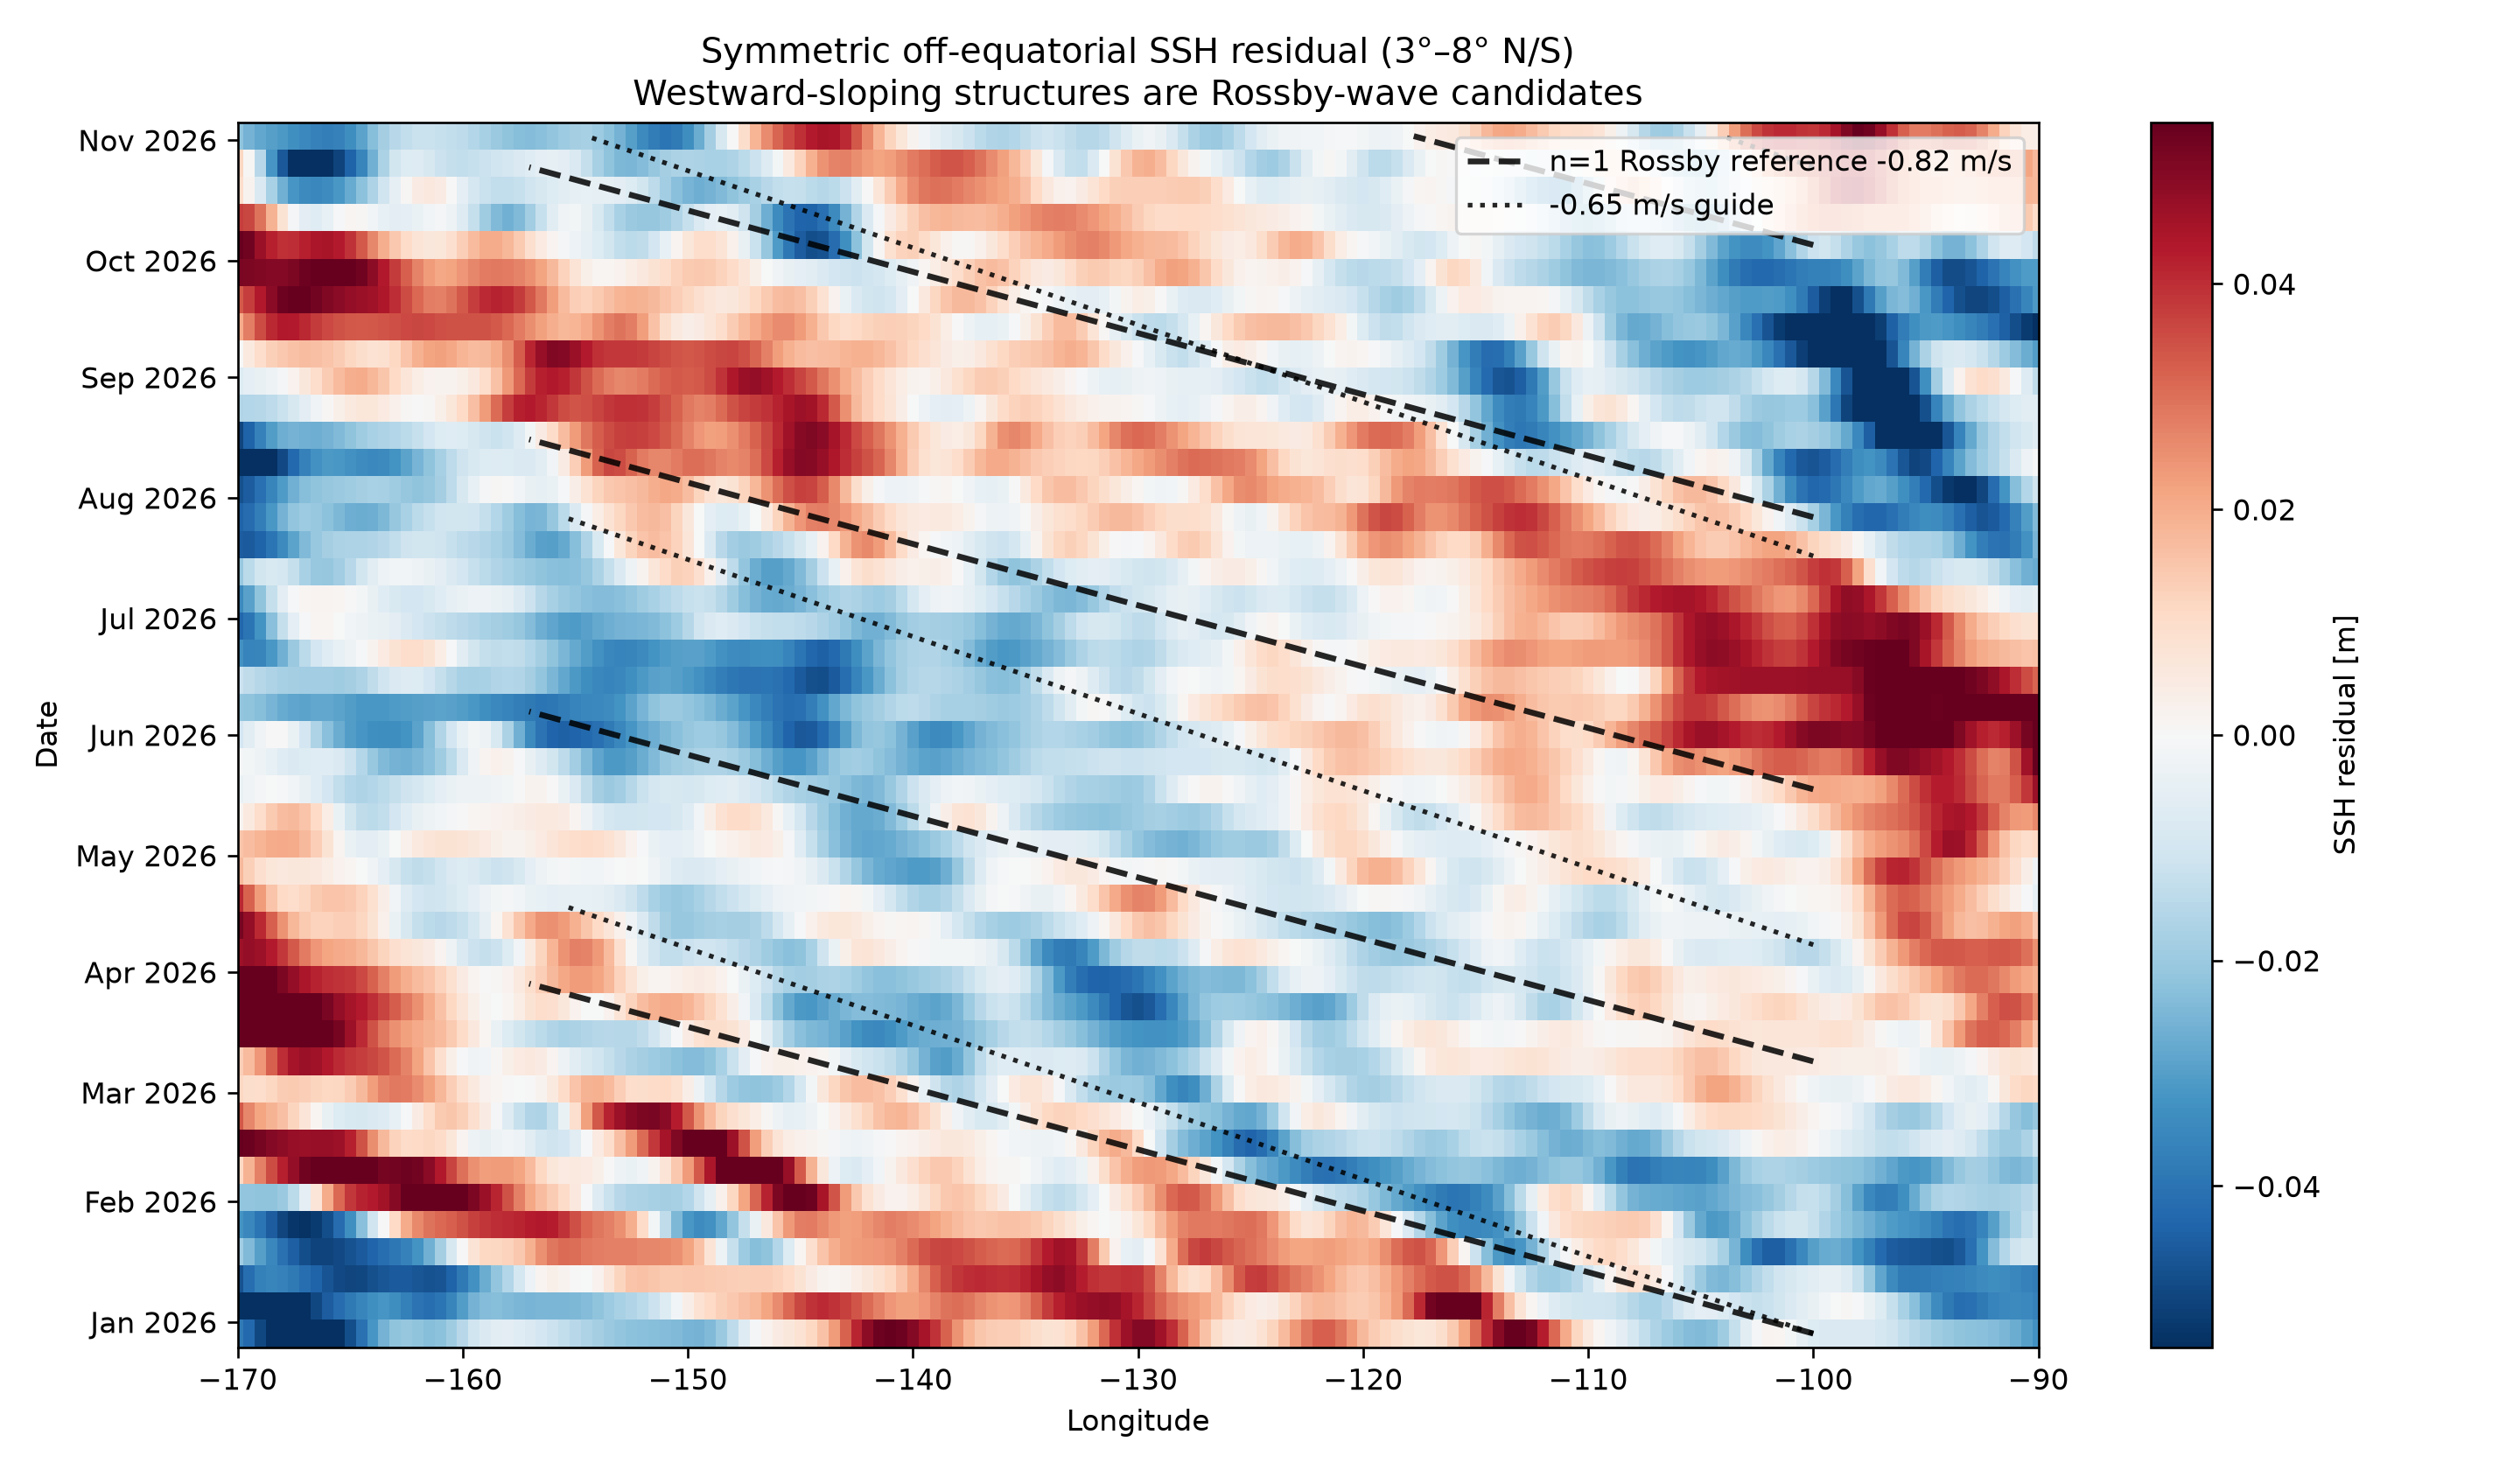 Symmetric off-equatorial SSH residual (3°–8° N/S)
Westward-sloping structures are Rossby-wave candidates
n=1 Rossby reference -0.82 m/s
-0.65 m/s guide
Date
Nov 2026
Oct 2026
Sep 2026
Aug 2026
Jul 2026
Jun 2026
May 2026
Apr 2026
Mar 2026
Feb 2026
Jan 2026
−170 −160 −150 −140 −130 −120 −110 −100 −90
Longitude
0.04
0.02
0.00
−0.02
−0.04
SSH residual [m]